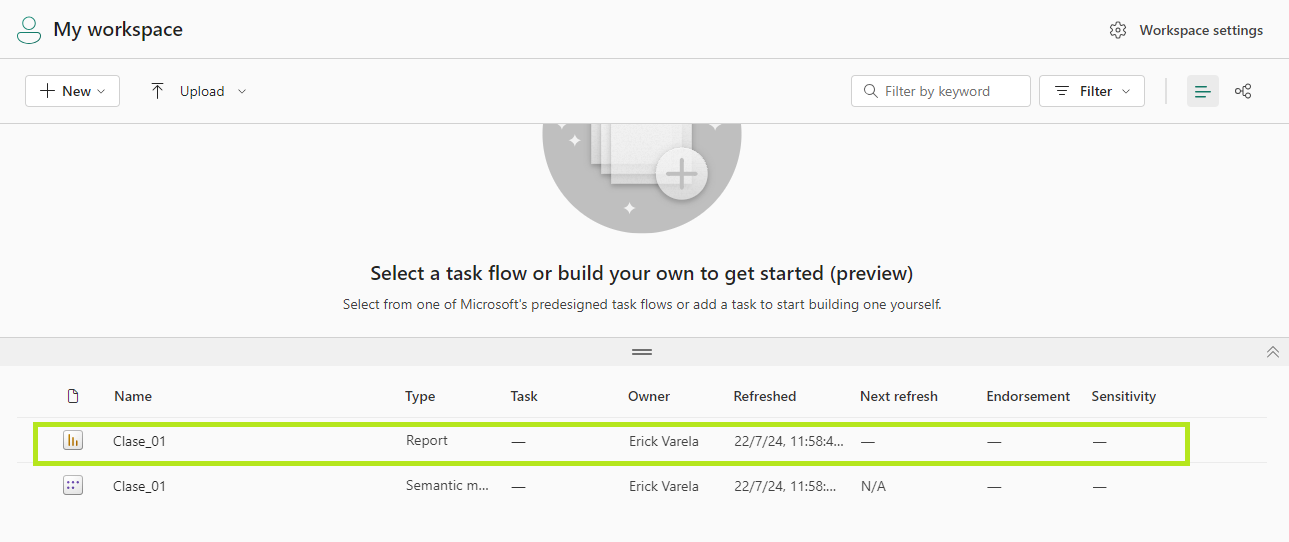 My workspace
Workspace settings
New
Upload
Filter by keyword
Filter
Select a task flow or build your own to get started (preview)
Select from one of Microsoft's predesigned task flows or add a task to start building one yourself.
Name Type Task Owner Refreshed Next refresh Endorsement Sensitivity
Clase_01 Report — Erick Varela 22/7/24, 11:58:4... — — —
Clase_01 Semantic m... — Erick Varela 22/7/24, 11:58:... N/A — —